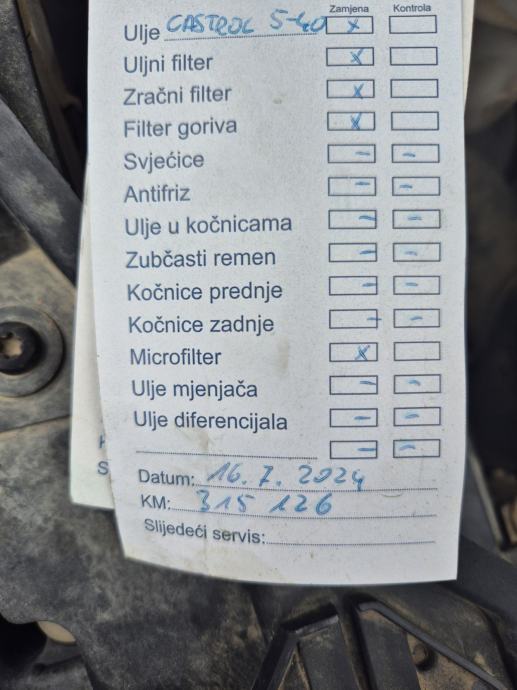 Zamjena Kontrola
Ulje CASTROL 5-40 x
Uljni filter x
Zračni filter x
Filter goriva x
Svjećice - -
Antifriz - -
Ulje u kočnicama - -
Zubčasti remen - -
Kočnice prednje - -
Kočnice zadnje - -
Microfilter x
Ulje mjenjača - -
Ulje diferencijala - -
- -
Datum: 16. 7. 2024
KM: 315 126
Slijedeći servis:
S